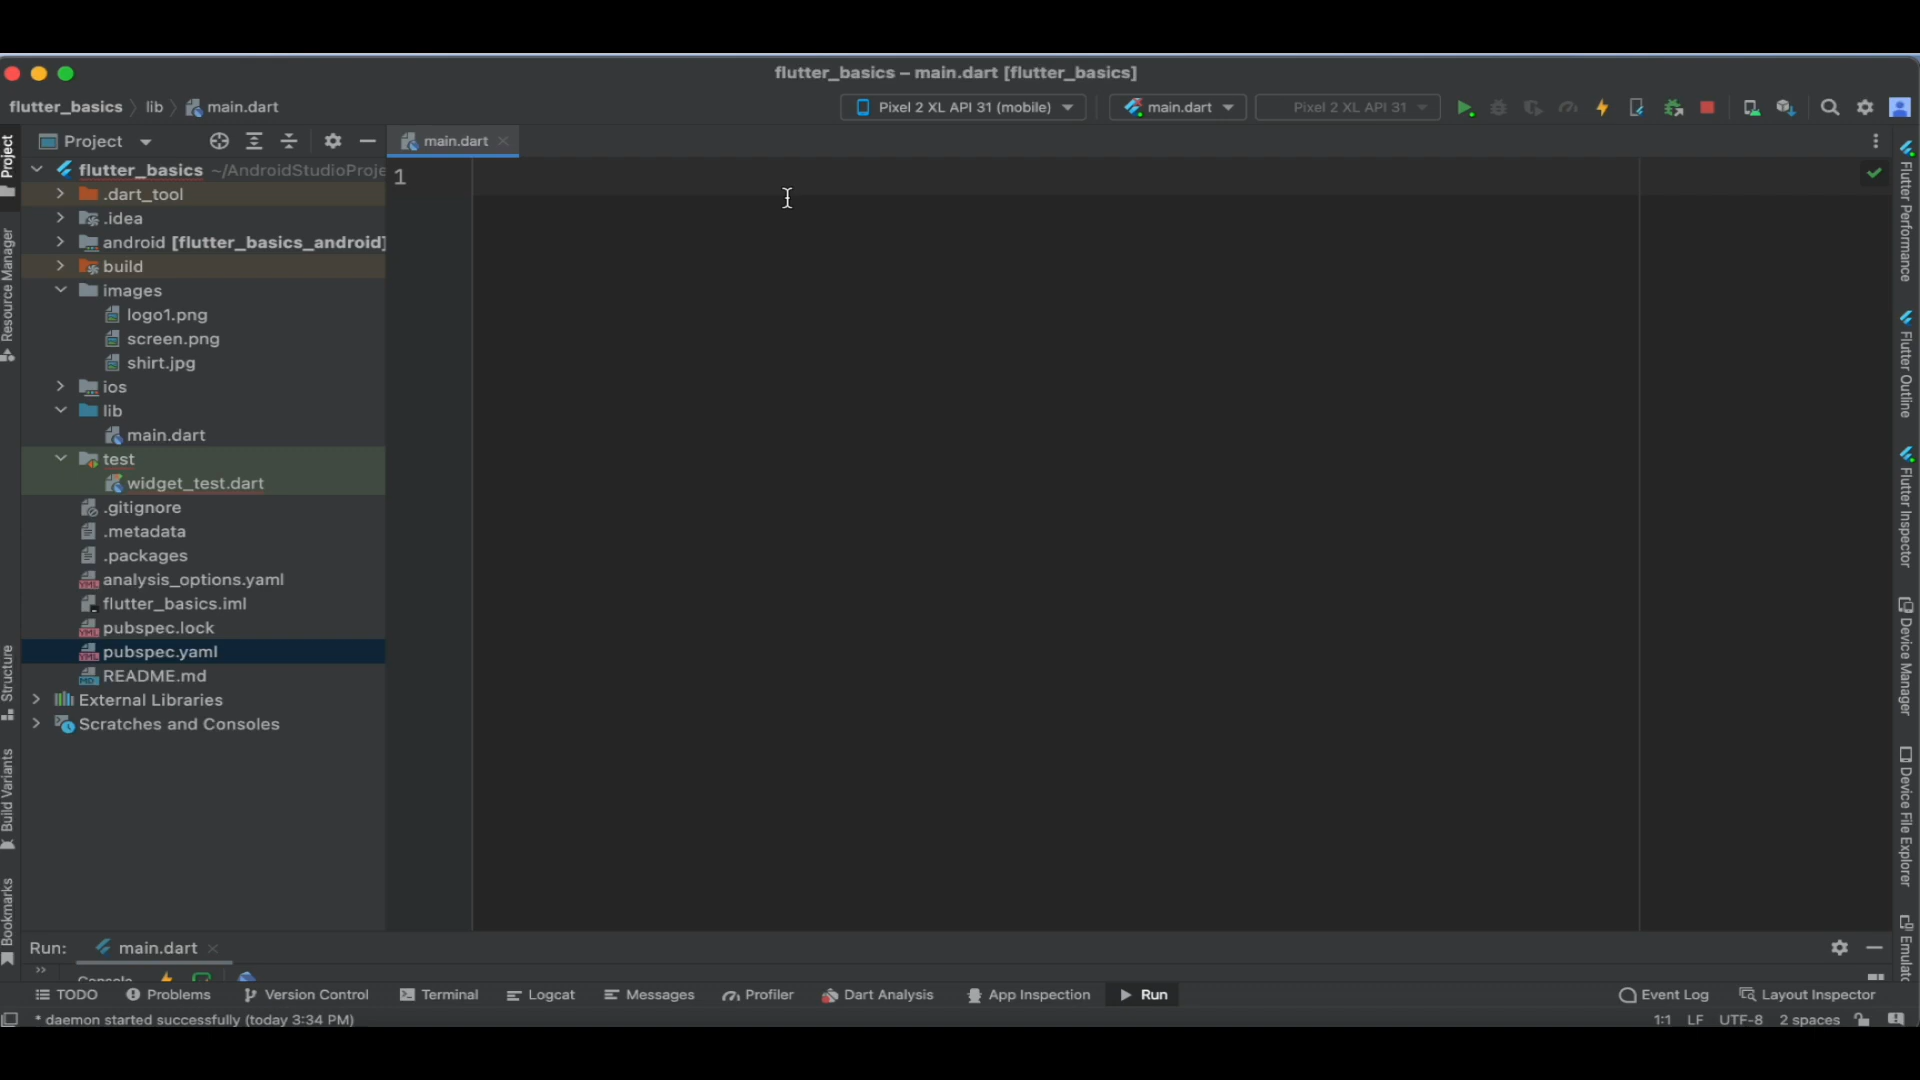 flutter_basics – main.dart [flutter_basics]
flutter_basics
lib
main.dart
Pixel 2 XL API 31 (mobile)
main.dart
Pixel 2 XL API 31
Project
main.dart
1
flutter_basics ~/AndroidStudioProje
.dart_tool
.idea
android [flutter_basics_android]
build
images
logo1.png
screen.png
shirt.jpg
ios
lib
main.dart
test
widget_test.dart
.gitignore
.metadata
.packages
analysis_options.yaml
flutter_basics.iml
pubspec.lock
pubspec.yaml
README.md
External Libraries
Scratches and Consoles
Project
Resource Manager
Structure
Build Variants
Bookmarks
Flutter Performance
Flutter Outline
Flutter Inspector
Device Manager
Device File Explorer
Emulato
Run:
main.dart
Console
TODO
Problems
Version Control
Terminal
Logcat
Messages
Profiler
Dart Analysis
App Inspection
Run
Event Log
Layout Inspector
* daemon started successfully (today 3:34 PM)
1:1
LF
UTF-8
2 spaces